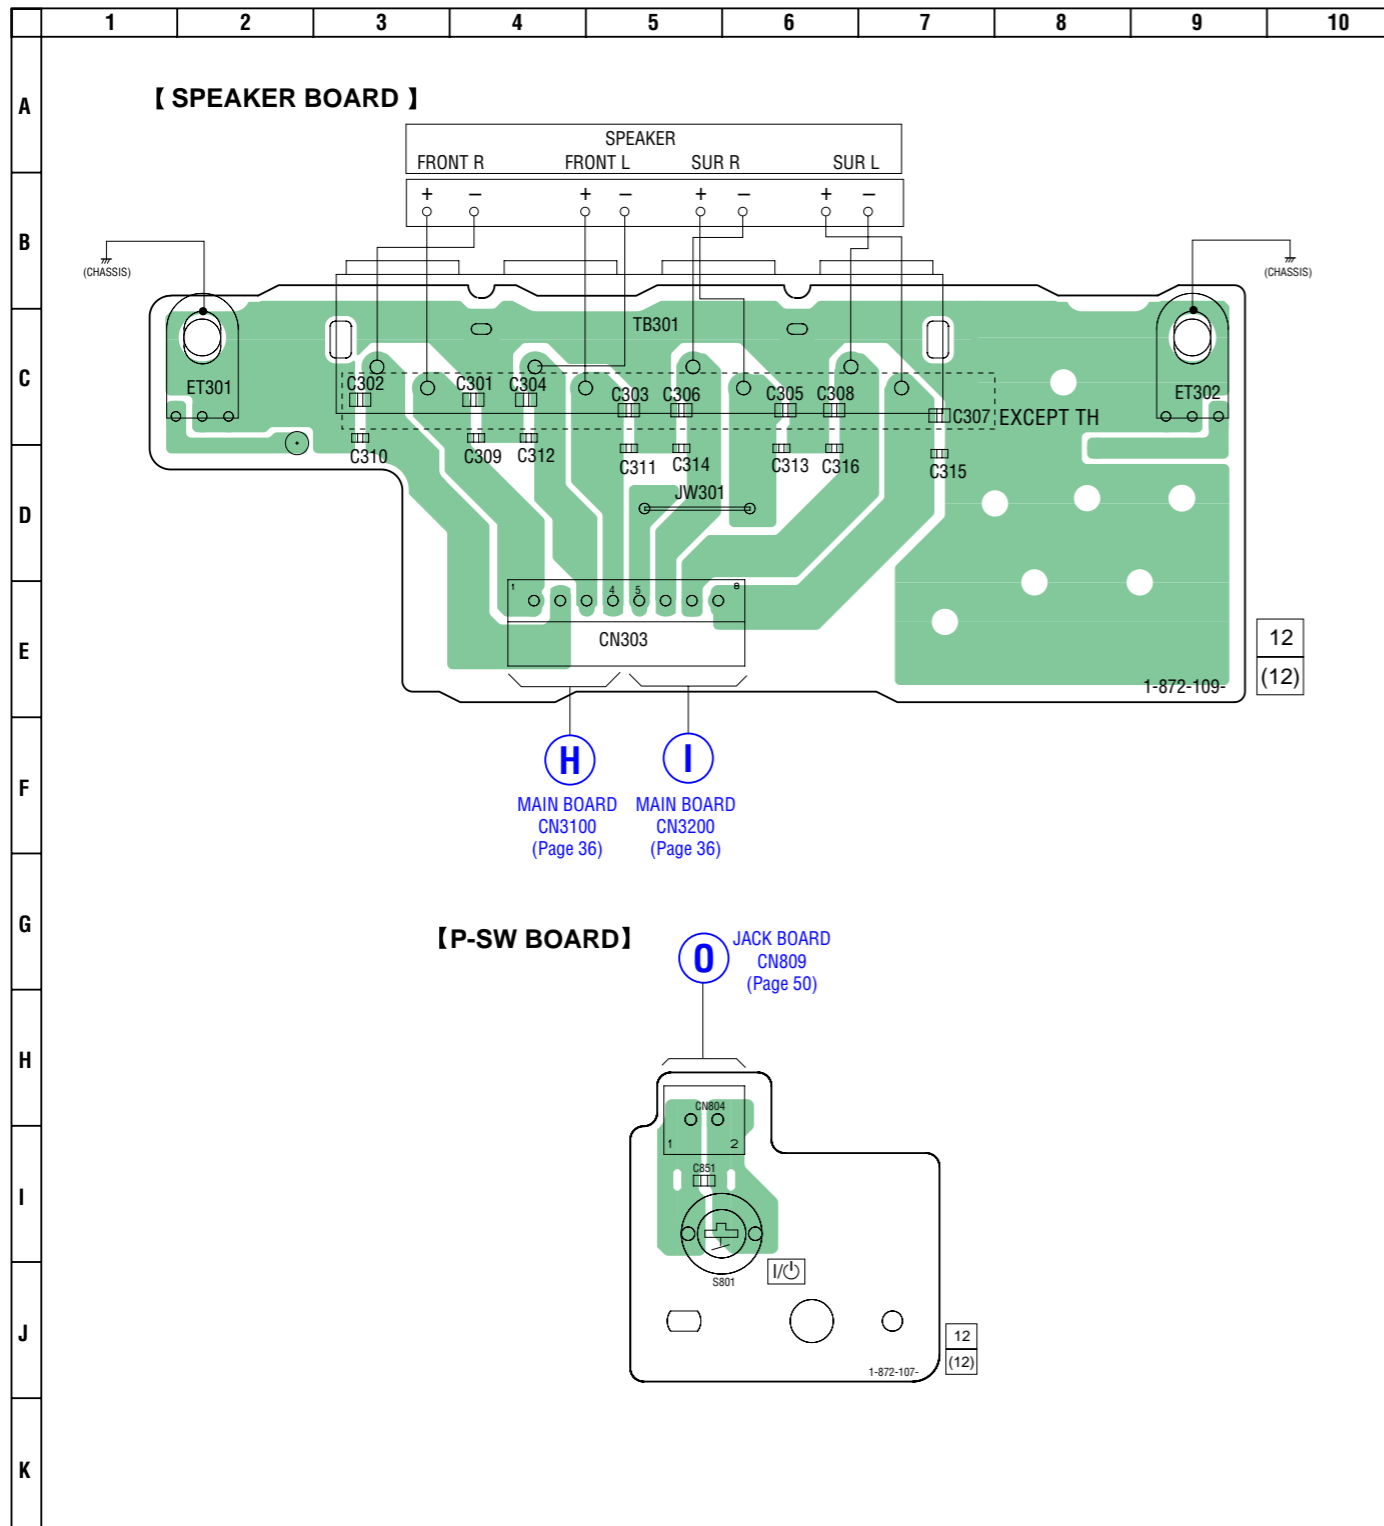 1 2 3 4 5 6 7 8 9 10
A
【 SPEAKER BOARD 】
SPEAKER
FRONT R FRONT L SUR R SUR L
B
+ − + − + − + −
(CHASSIS) (CHASSIS)
C
TB301
ET301 ET302
C302 C301 C304 C303 C306 C305 C308 C307 EXCEPT TH
C310 C309 C312 C311 C314 C313 C316 C315
D
JW301
1 4 5 8
E
CN303
12
(12)
1-872-109-
F
H I
MAIN BOARD MAIN BOARD
CN3100 CN3200
(Page 36) (Page 36)
G
【P-SW BOARD】
O
JACK BOARD
CN809
(Page 50)
H
CN804
1 2
I
C851
S801
I/⏻
J
12
(12)
1-872-107-
K